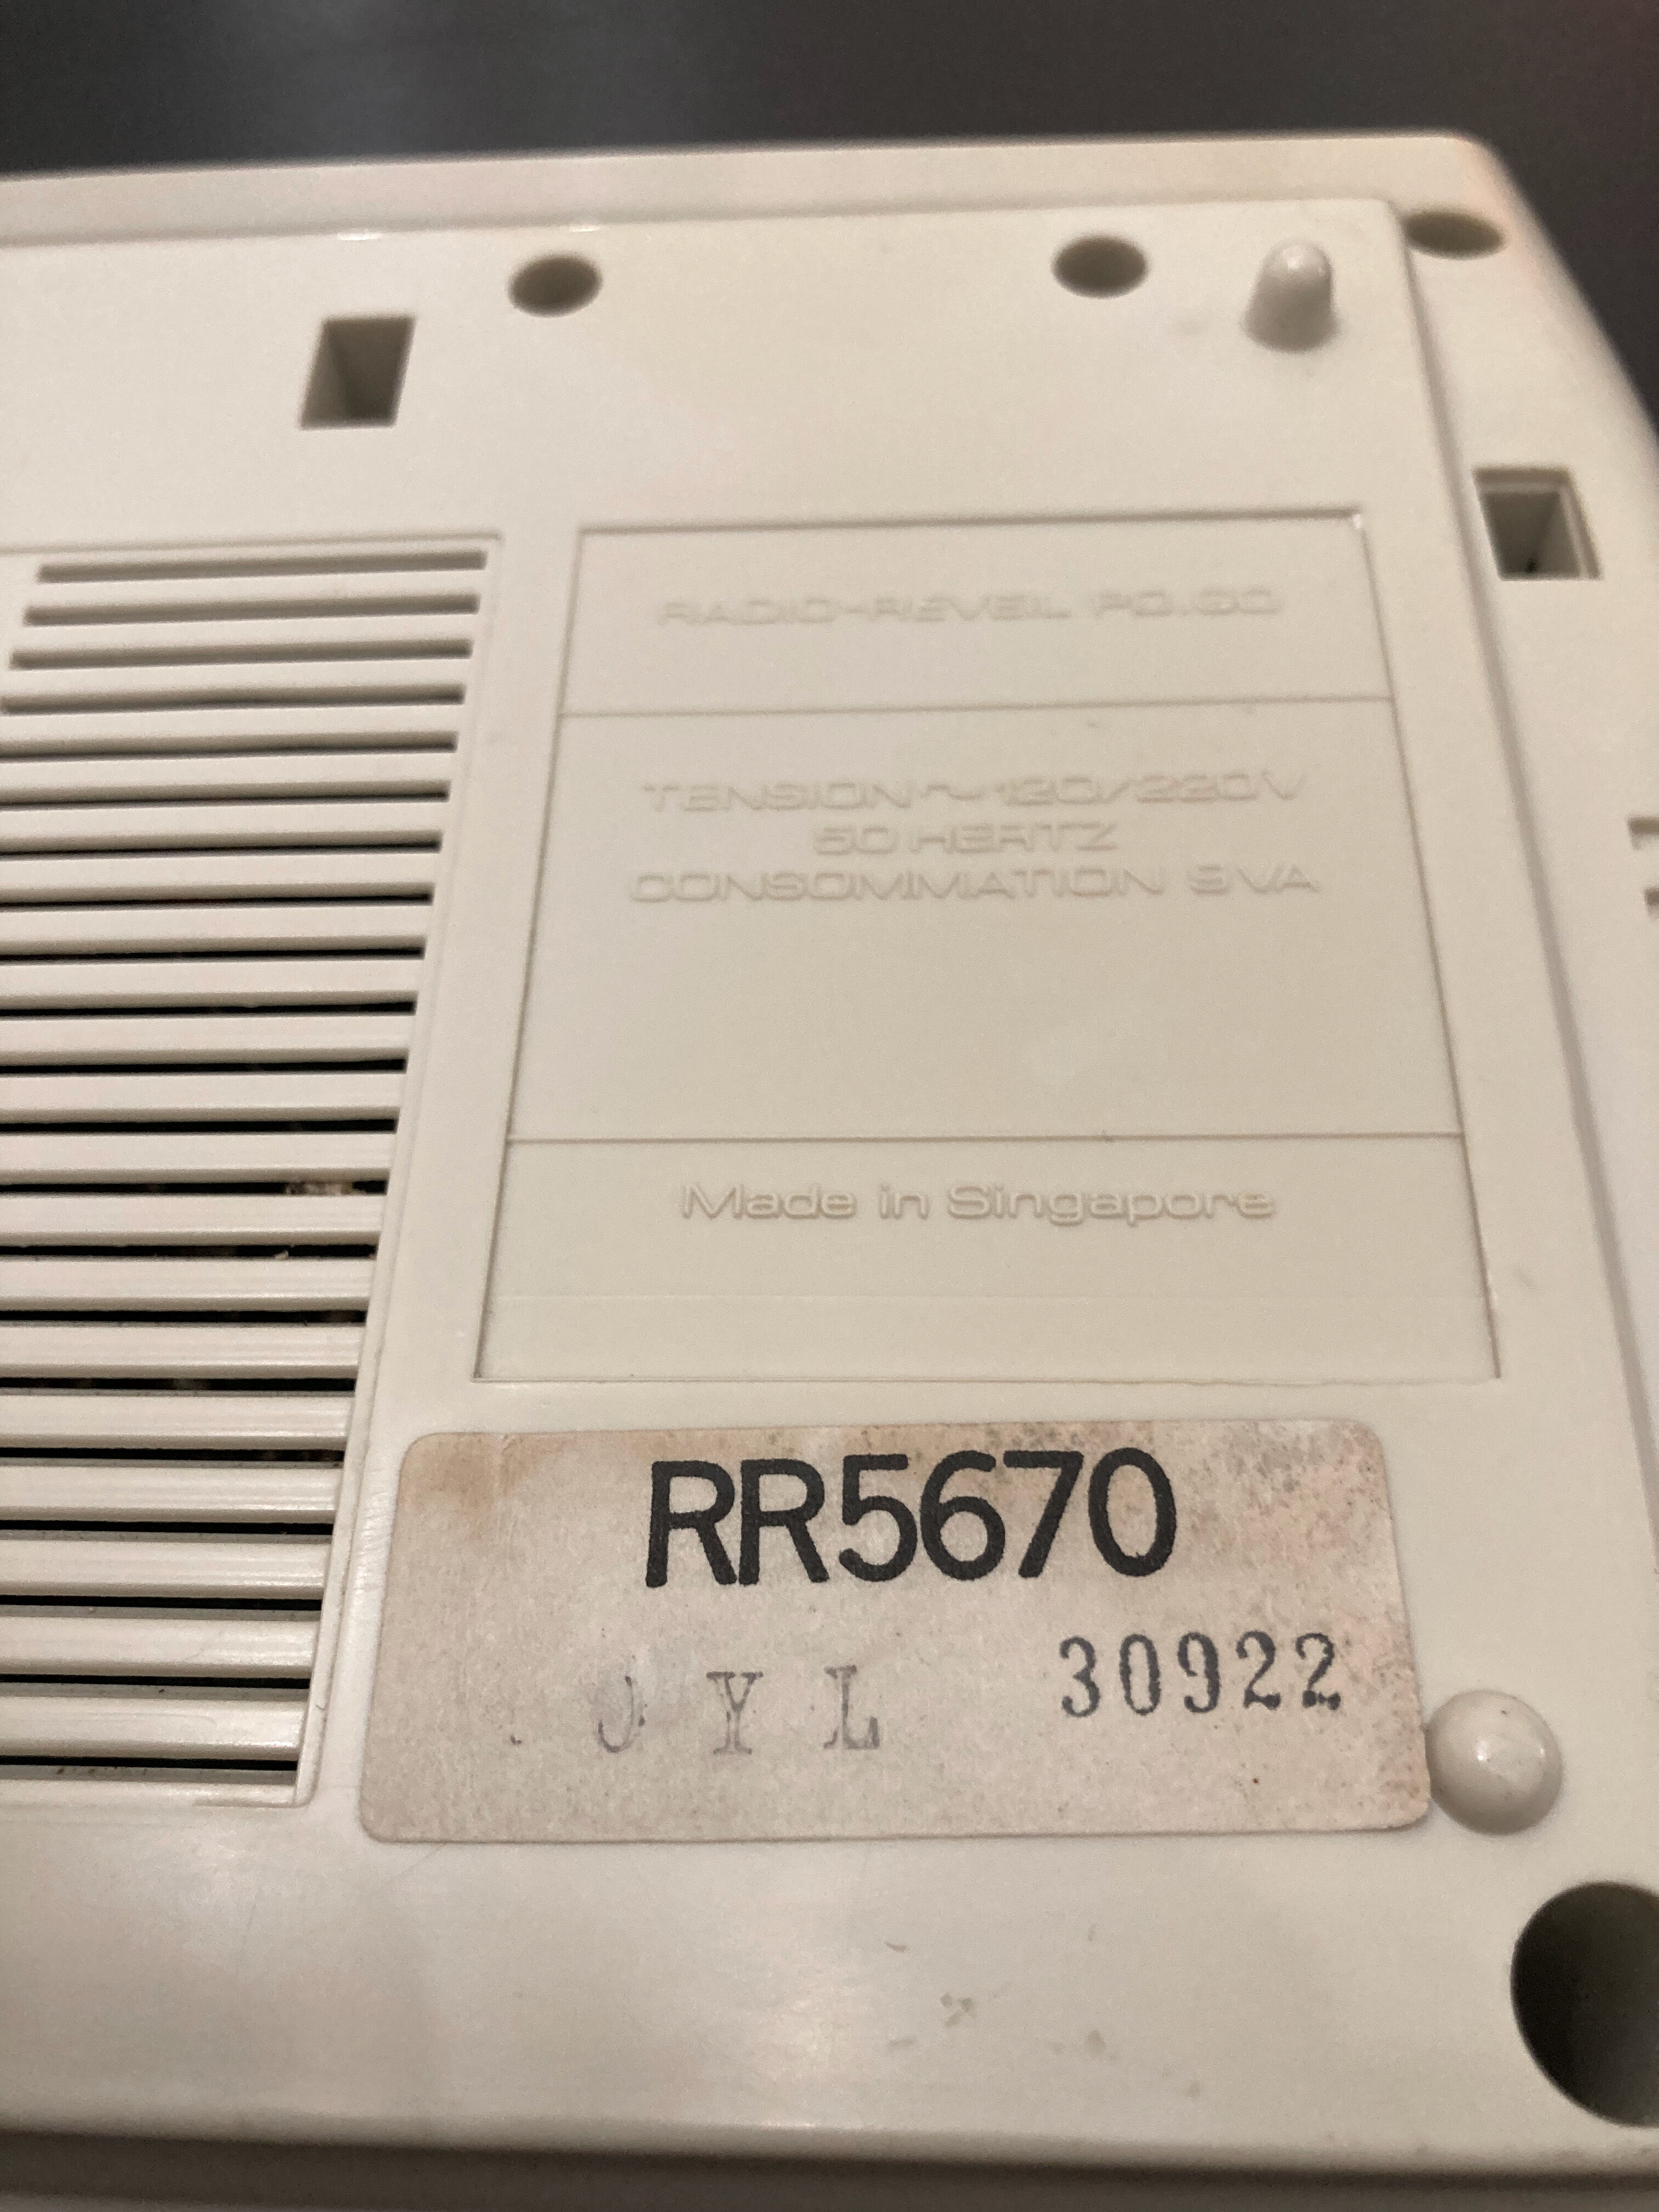 RADIO-REVEIL PO.GO
TENSION ~ 120/220V
50 HERTZ
CONSOMMATION 9VA
Made in Singapore
RR5670
J Y L 30922